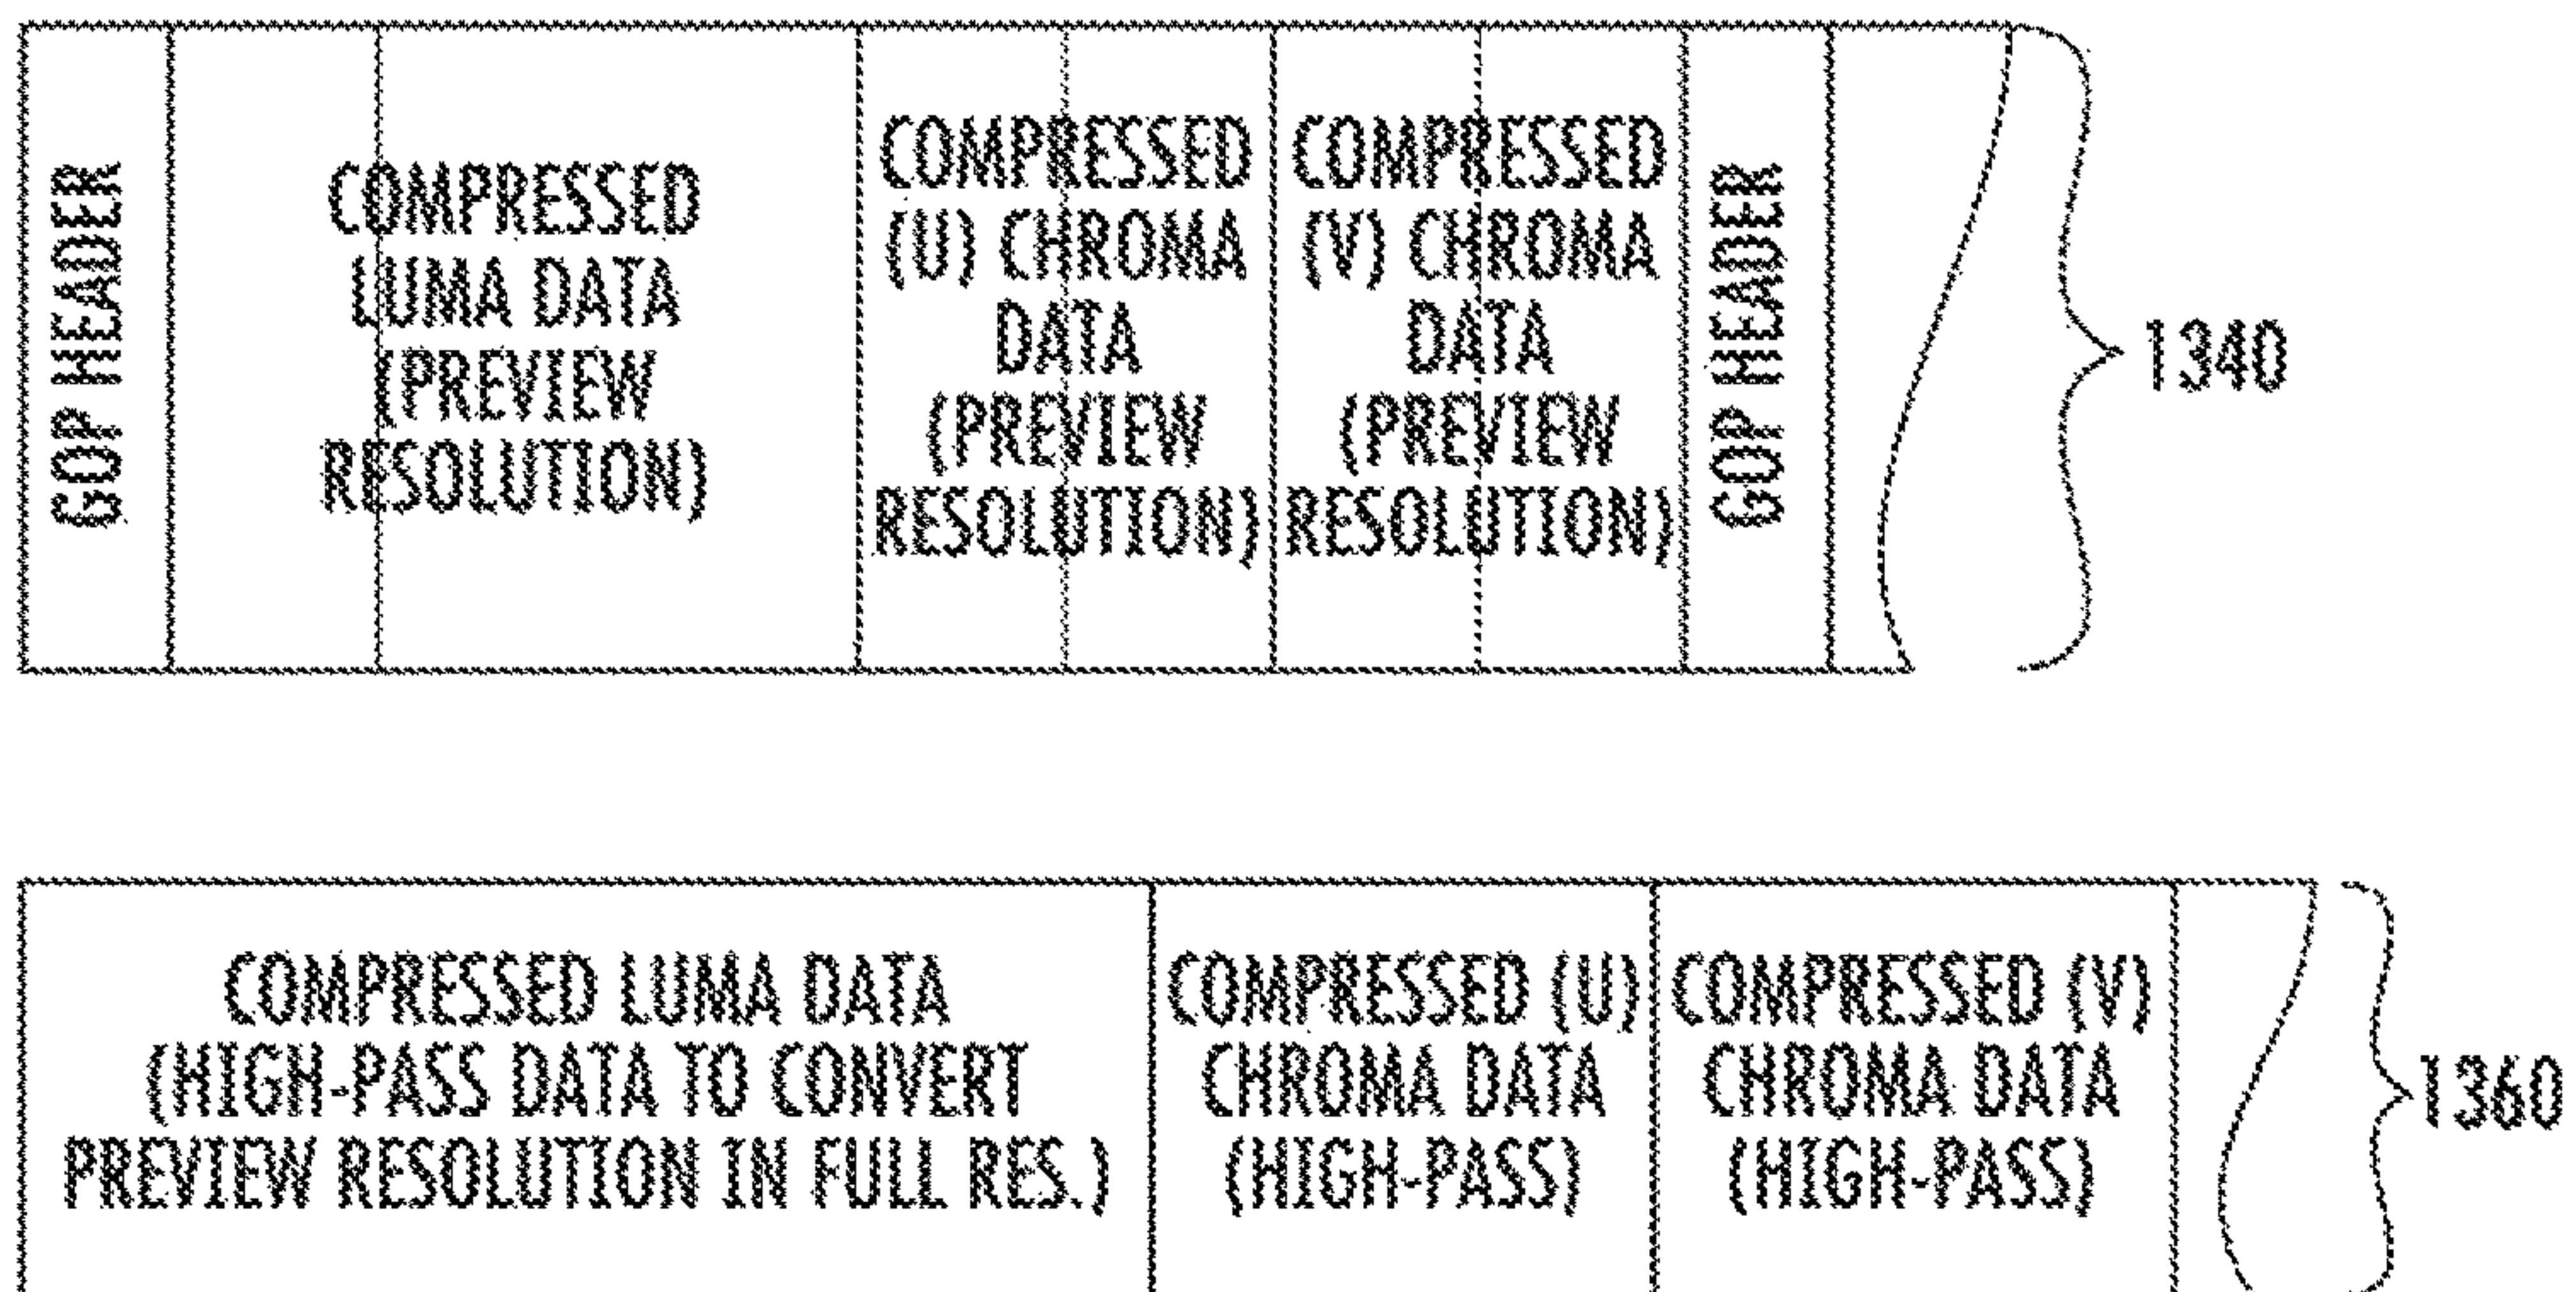 GOP HEADER
COMPRESSED
LUMA DATA
(PREVIEW
RESOLUTION)
COMPRESSED
(U) CHROMA
DATA
(PREVIEW
RESOLUTION)
COMPRESSED
(V) CHROMA
DATA
(PREVIEW
RESOLUTION)
GOP HEADER
1340
COMPRESSED LUMA DATA
(HIGH-PASS DATA TO CONVERT
PREVIEW RESOLUTION IN FULL RES.)
COMPRESSED (U)
CHROMA DATA
(HIGH-PASS)
COMPRESSED (V)
CHROMA DATA
(HIGH-PASS)
1360